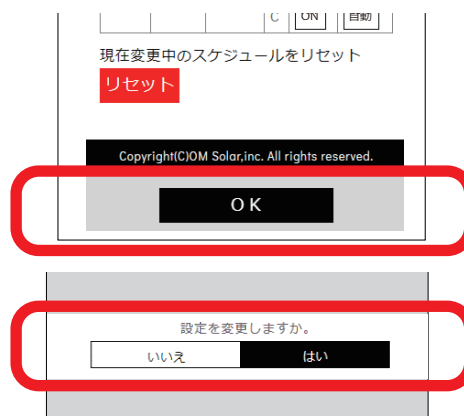 C ON 自動
現在変更中のスケジュールをリセット
リセット
Copyright(C)OM Solar,inc. All rights reserved.
OK
設定を変更しますか。
いいえ はい